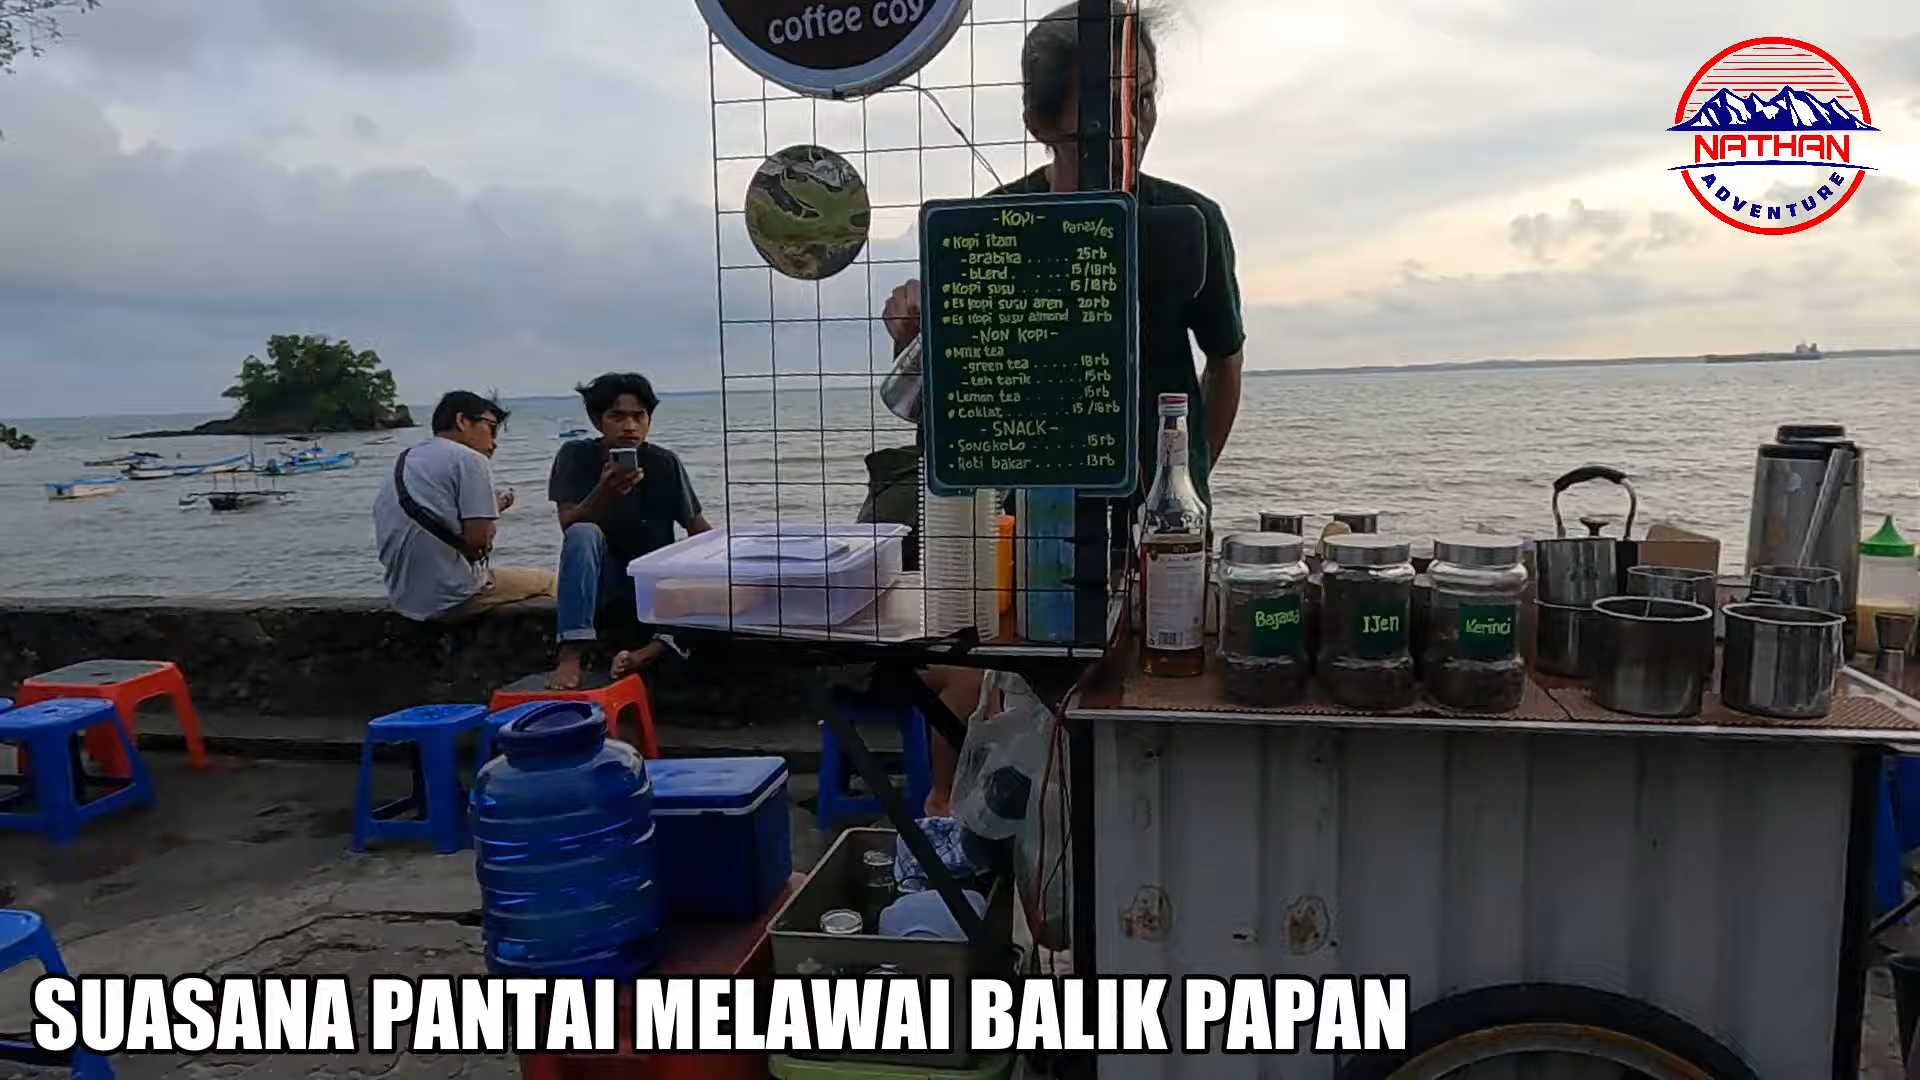 coffee coy
NATHAN
ADVENTURE
-KOPI-
Panas/es
Kopi itam
-arabika ..... 25rb
-blend. ..... 15/18rb
Kopi susu ..... 15/18rb
Es Kopi susu aren 20rb
Es Kopi susu almond 28rb
-NON KOPI-
Milk tea
-green tea ..... 18rb
-teh tarik ..... 15rb
Lemon tea ..... 15rb
Coklat ..... 15/18rb
-SNACK-
SONGKOLO ..... 15rb
Roti bakar ..... 13rb
Bajawa
IJen
Kerinci
SUASANA PANTAI MELAWAI BALIK PAPAN